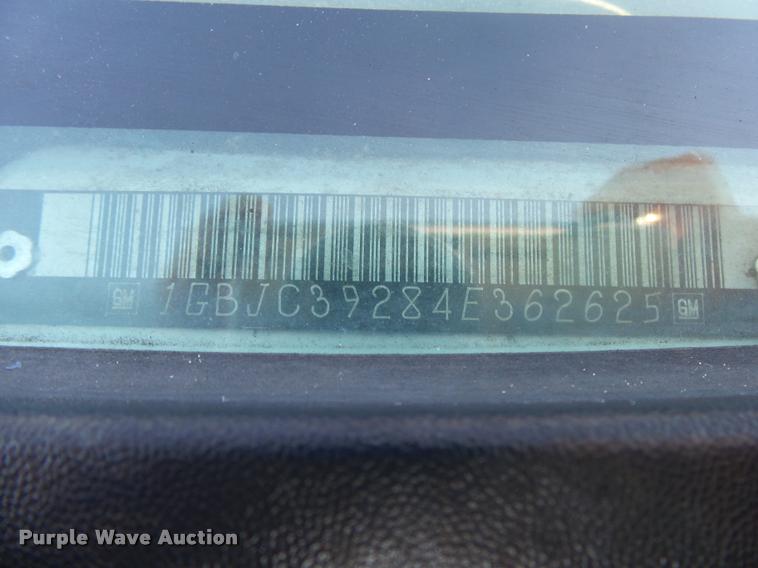 GM 1GBJC39284E362625 GM
Purple Wave Auction